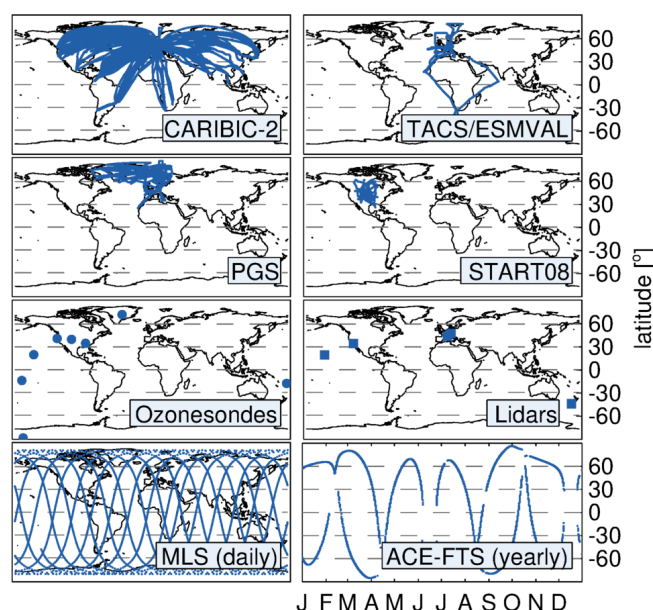 CARIBIC-2
TACS/ESMVAL
60
30
0
-30
-60
PGS
START08
60
30
0
-30
-60
latitude [°]
Ozonesondes
Lidars
60
30
0
-30
-60
MLS (daily)
ACE-FTS (yearly)
60
30
0
-30
-60
J F M A M J J A S O N D